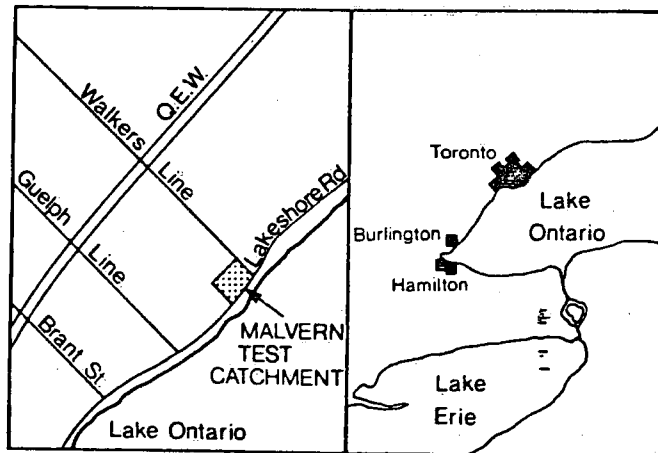 Walkers Line
Q.E.W.
Guelph Line
Lakeshore Rd
Brant St.
MALVERN
TEST
CATCHMENT
Lake Ontario
Toronto
Burlington
Hamilton
Lake
Ontario
Lake
Erie